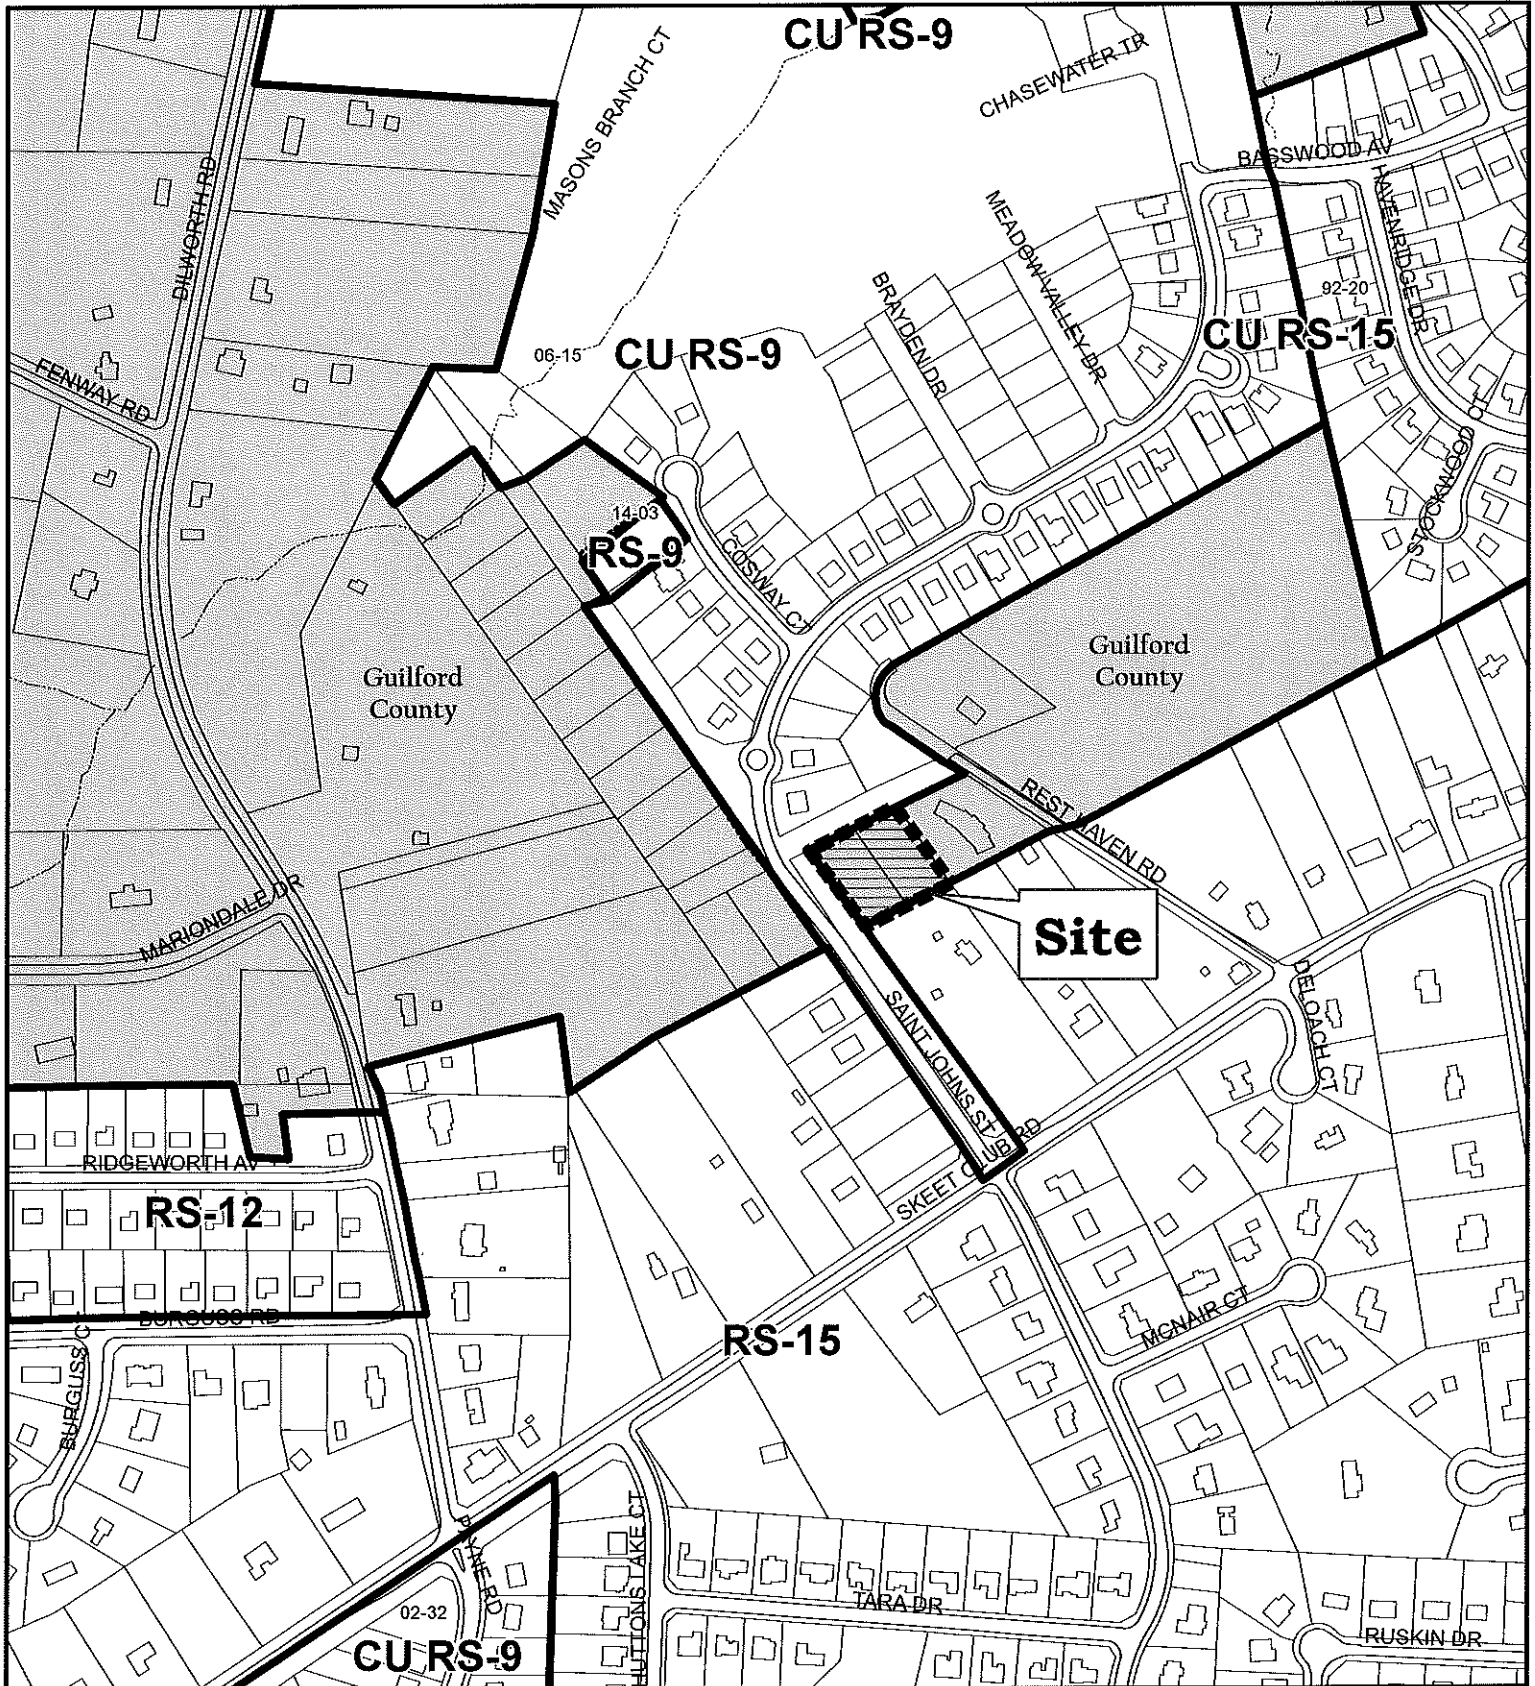 CU RS-9
CHASEWATER TR
MASONS BRANCH CT
BASSWOOD AV
DILWORTH RD
HAVENRIDGE DR
MEADOW VALLEY DR
BRAYDEN DR
92-20
CU RS-15
06-15
CU RS-9
FENWAY RD
STOCKWOOD CT
14-03
RS-9
COSWAY CT
Guilford
County
Guilford
County
REST HAVEN RD
MARIONDALE DR
Site
DELOACH CT
SAINT JOHNS ST
SKEET CLUB RD
RIDGEWORTH AV
RS-12
MCNAIR CT
BURGUSS RD
BURGUSS CT
RS-15
PAYNE RD
HUTTONS LAKE CT
TARA DR
02-32
RUSKIN DR
CU RS-9